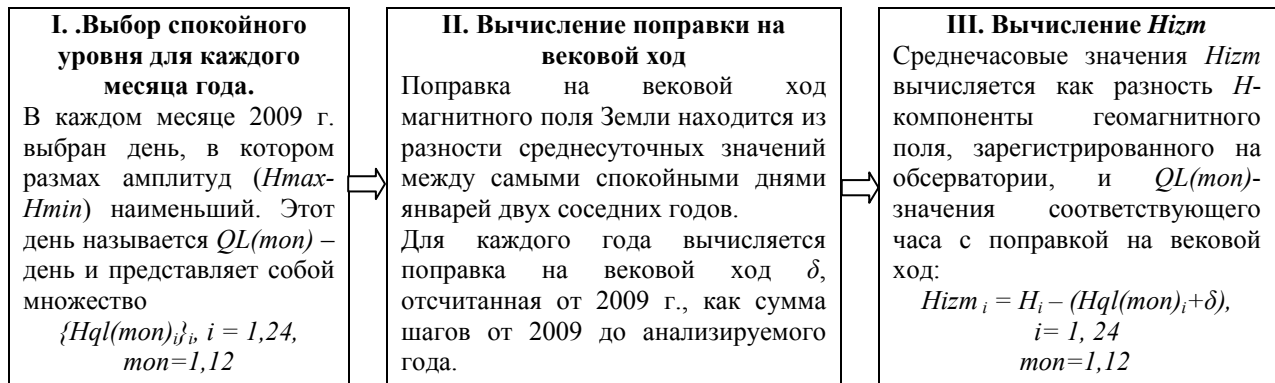 I. .Выбор спокойного
уровня для каждого
месяца года.
В каждом месяце 2009 г.
выбран день, в котором
размах амплитуд (Hmax-
Hmin) наименьший. Этот
день называется QL(mon) –
день и представляет собой
множество
{Hql(mon)i}i, i = 1,24,
mon=1,12
II. Вычисление поправки на
вековой ход
Поправка на вековой ход
магнитного поля Земли находится из
разности среднесуточных значений
между самыми спокойными днями
январей двух соседних годов.
Для каждого года вычисляется
поправка на вековой ход δ,
отсчитанная от 2009 г., как сумма
шагов от 2009 до анализируемого
года.
III. Вычисление Hizm
Среднечасовые значения Hizm
вычисляется как разность H-
компоненты геомагнитного
поля, зарегистрированного на
обсерватории, и QL(mon)-
значения соответствующего
часа с поправкой на вековой
ход:
Hizm i = Hi – (Hql(mon)i+δ),
i= 1, 24
mon=1,12